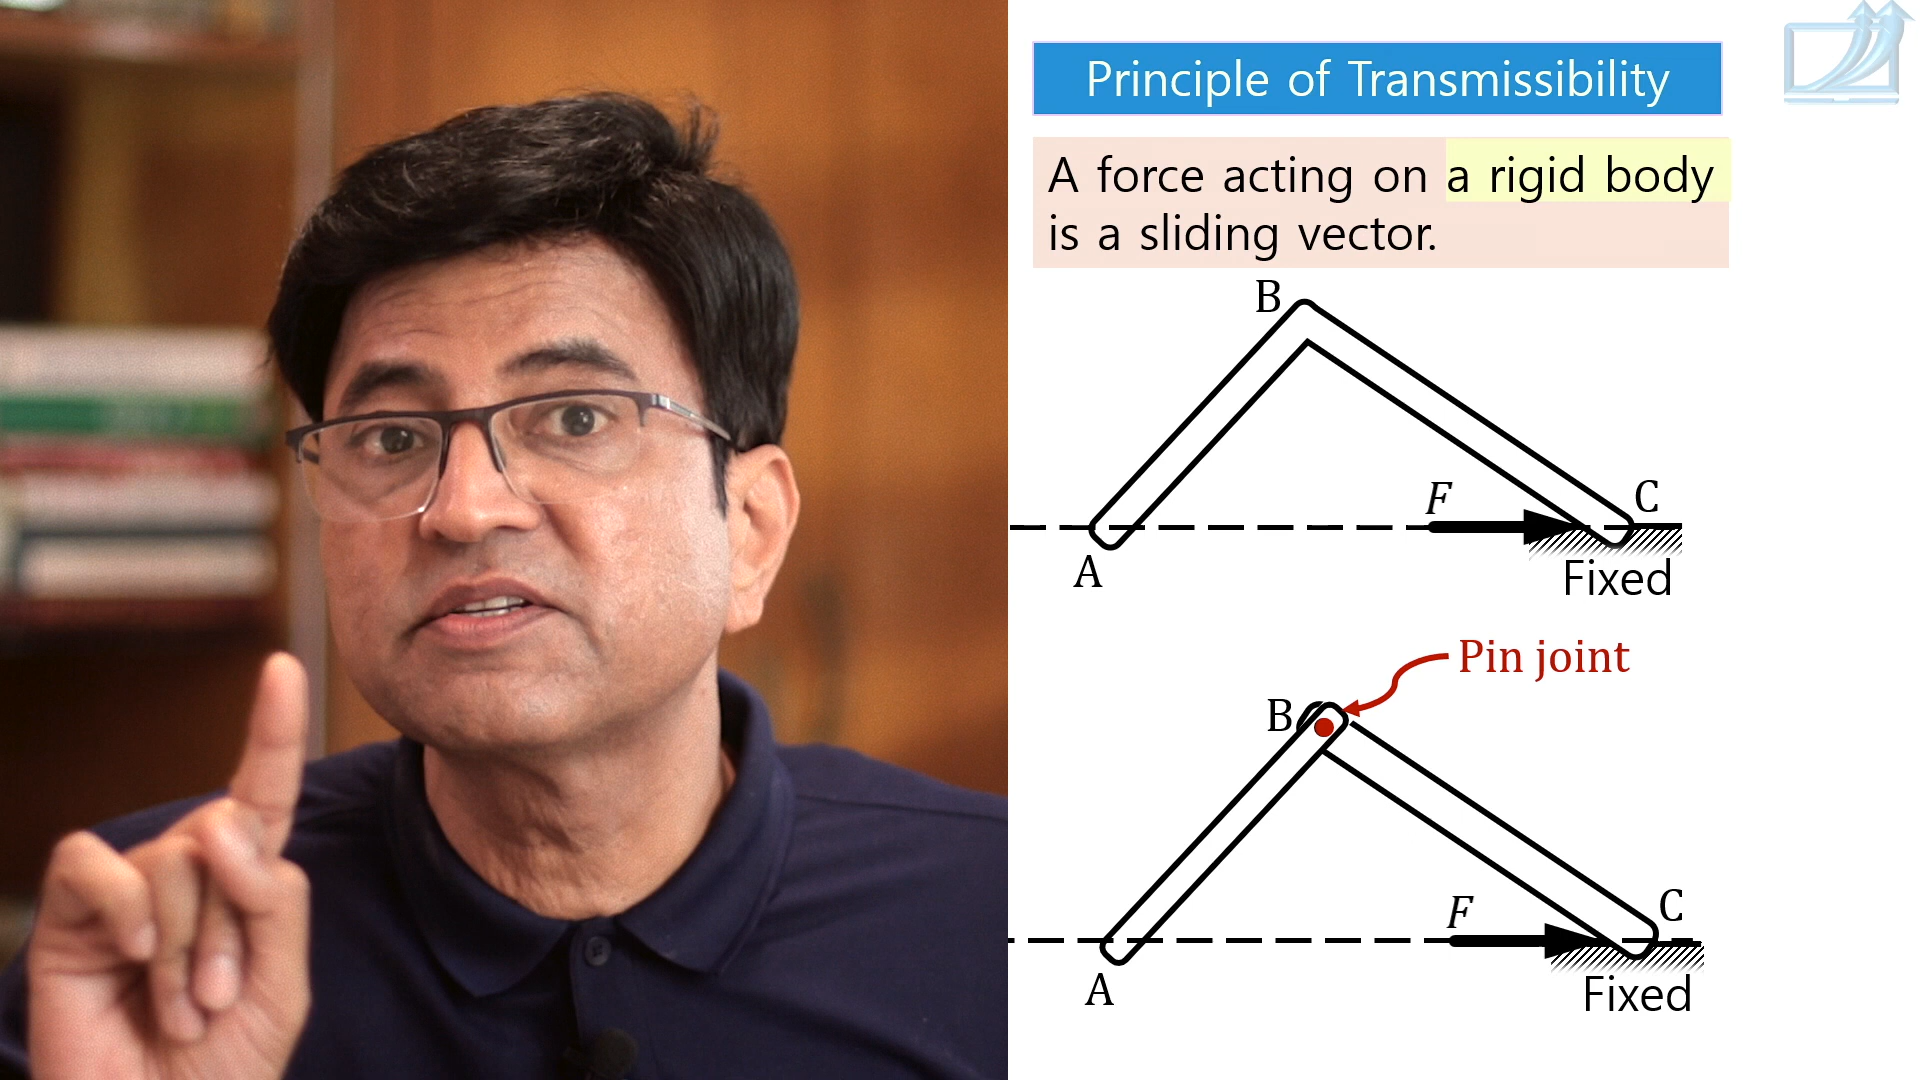 Principle of Transmissibility
A force acting on a rigid body
is a sliding vector.
B
F
C
A
Fixed
Pin joint
B
F
C
A
Fixed